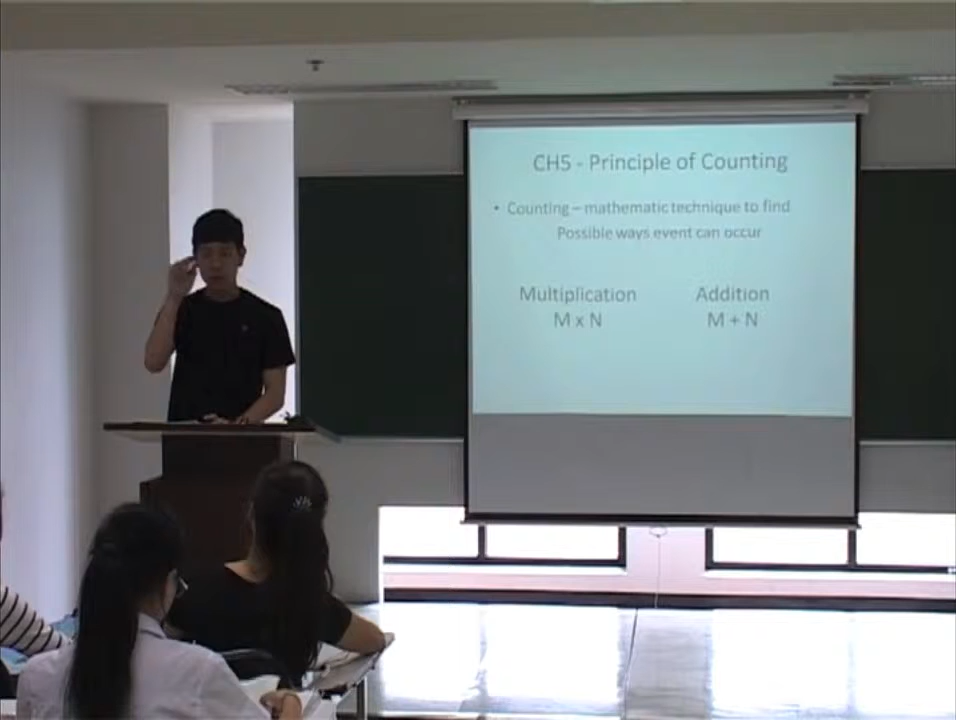 CH5 - Principle of Counting
• Counting – mathematic technique to find
Possible ways event can occur
Multiplication
M x N
Addition
M + N